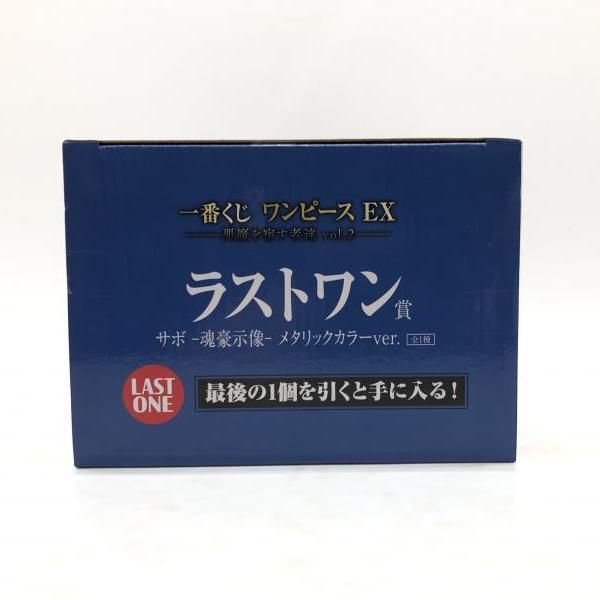 一番くじ ワンピース EX
悪魔を宿す者達 vol.2
ラストワン賞
サボ -魂豪示像- メタリックカラーver. 全1種
LAST
ONE
最後の1個を引くと手に入る！